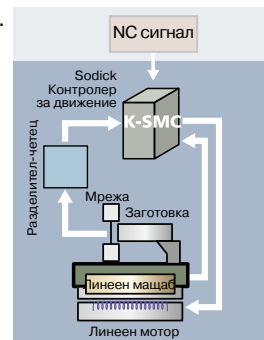 NC сигнал
Sodick
Контролер
за движение
K-SMC
Разделител-четец
Мрежа
Заготовка
Линеен мащаб
Линеен мотор